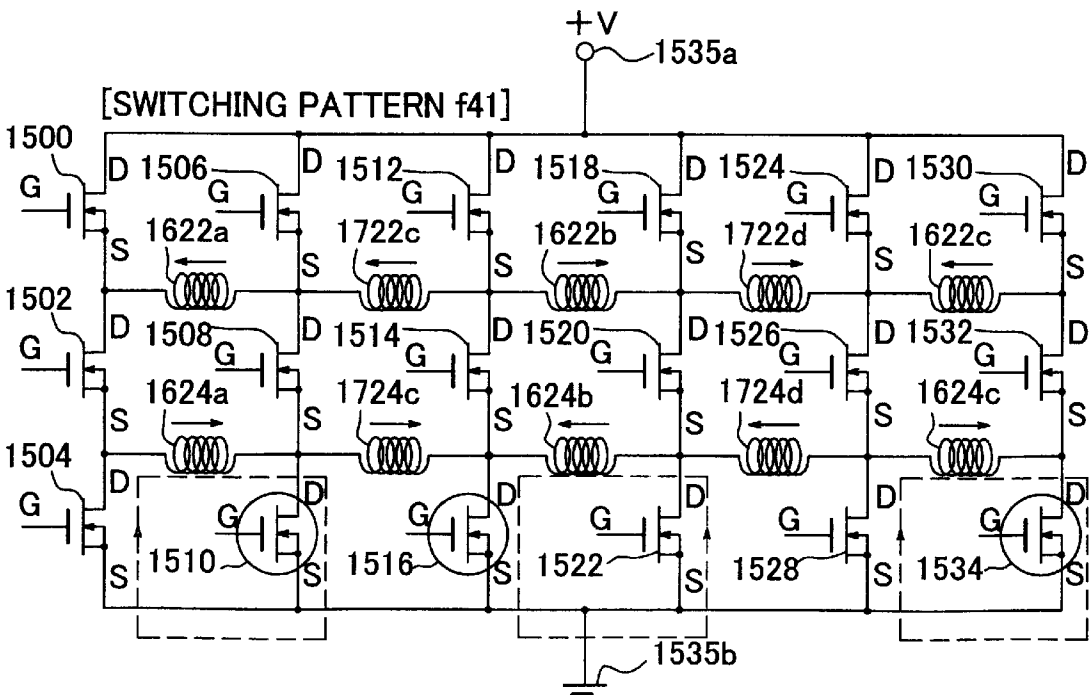 +V
1535a
[SWITCHING PATTERN f41]
1500 D 1506 D 1512 D 1518 D 1524 D 1530 D
G G G G G G
S S S S S S
1622a 1722c 1622b 1722d 1622c
1502 D 1508 D 1514 D 1520 D 1526 D 1532 D
G G G G G G
S S S S S S
1624a 1724c 1624b 1724d 1624c
1504 D D D D D D
G G G G G G
S S S S S S
1510 1516 1522 1528 1534
1535b